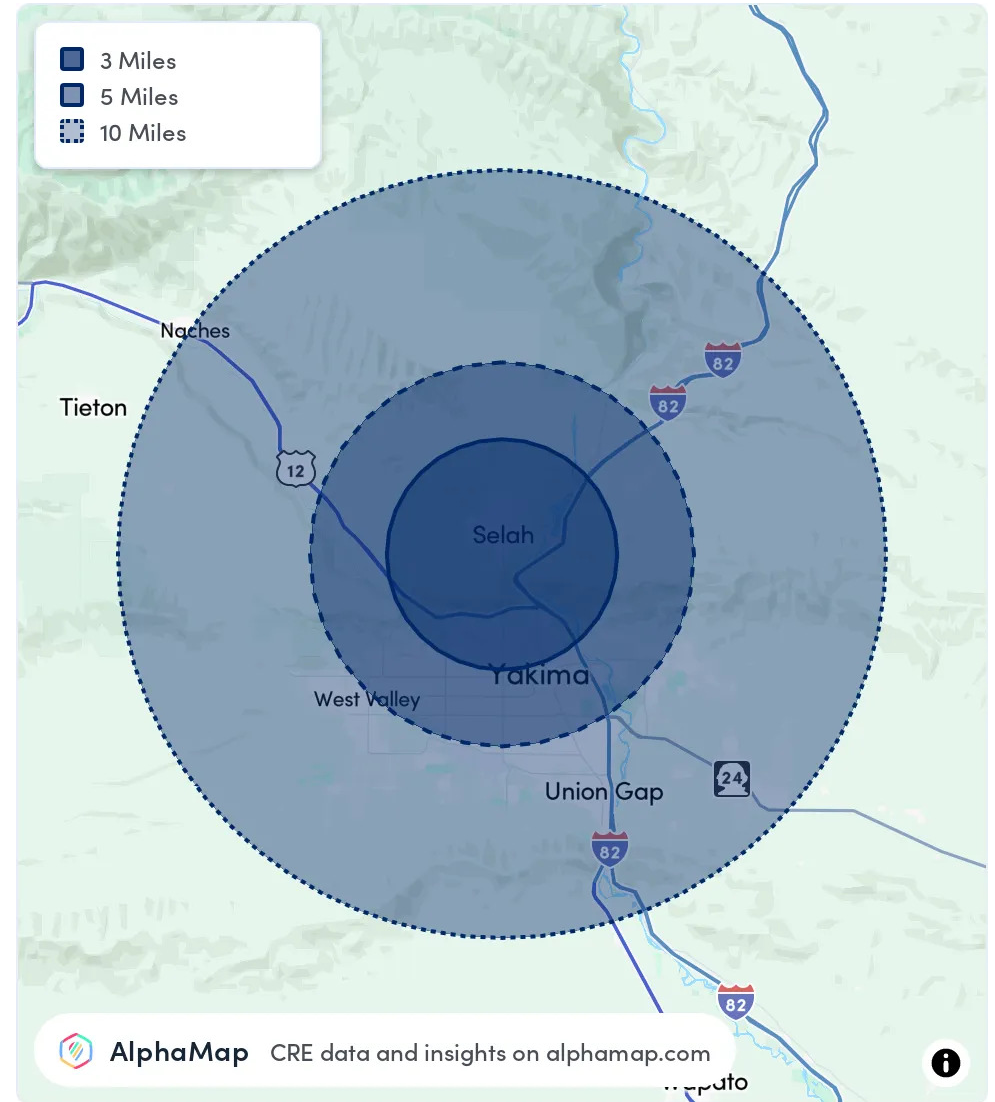 3 Miles
5 Miles
10 Miles
Naches
82
82
Tieton
12
Selah
Yakima
West Valley
24
Union Gap
82
82
AlphaMap CRE data and insights on alphamap.com
Wapato